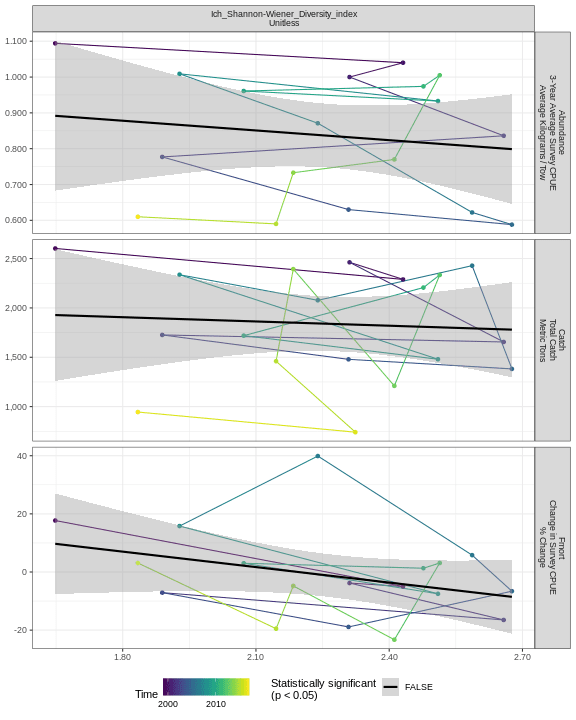 Ich_Shannon-Wiener_Diversity_index
Unitless
1.100
1.000
0.900
0.800
0.700
0.600
Abundance
3-Year Average Survey CPUE
Average Kilograms/Tow
2,500
2,000
1,500
1,000
Catch
Total Catch
Metric Tons
40
20
0
-20
Fmort
Change in Survey CPUE
% Change
1.80
2.10
2.40
2.70
Time
2000
2010
Statistically significant
(p < 0.05)
FALSE